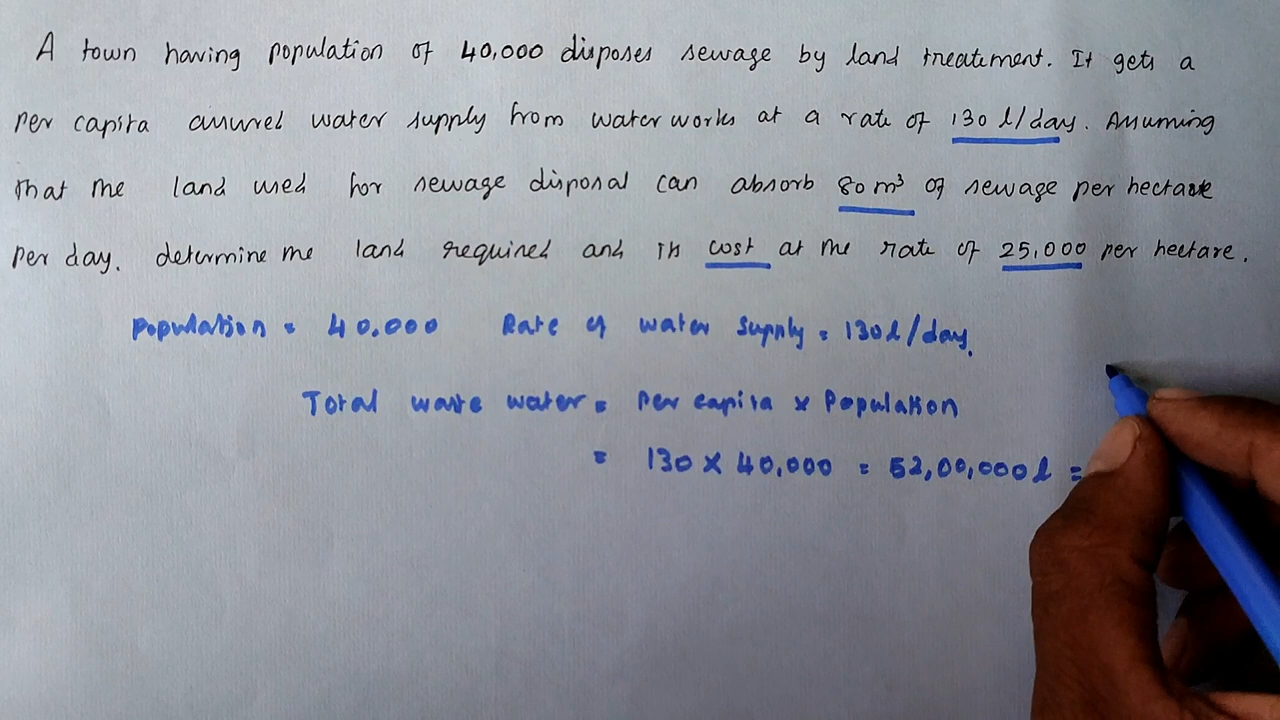 A town having population of 40,000 disposes sewage by land treatment. It gets a
per capita assured water supply from water works at a rate of 130 l/day. Assuming
that the land used for sewage disposal can absorb 80 m³ of sewage per hectare
per day. determine the land required and its cost at the rate of 25,000 per hectare.
Population = 40,000 Rate of water supply = 130 l/day.
Total waste water = Per capita x Population
= 130 x 40,000 = 52,00,000 l =